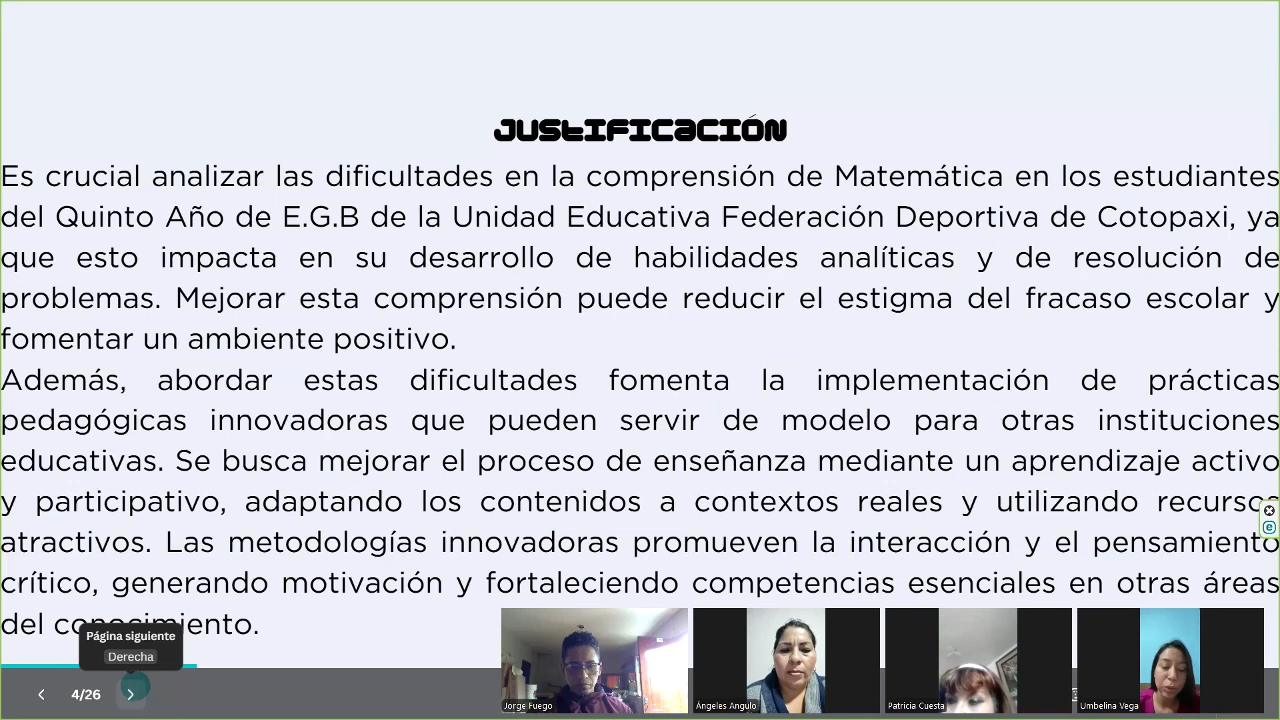 Justificación
Es crucial analizar las dificultades en la comprensión de Matemática en los estudiantes
del Quinto Año de E.G.B de la Unidad Educativa Federación Deportiva de Cotopaxi, ya
que esto impacta en su desarrollo de habilidades analíticas y de resolución de
problemas. Mejorar esta comprensión puede reducir el estigma del fracaso escolar y
fomentar un ambiente positivo.
Además, abordar estas dificultades fomenta la implementación de prácticas
pedagógicas innovadoras que pueden servir de modelo para otras instituciones
educativas. Se busca mejorar el proceso de enseñanza mediante un aprendizaje activo
y participativo, adaptando los contenidos a contextos reales y utilizando recursos
atractivos. Las metodologías innovadoras promueven la interacción y el pensamiento
crítico, generando motivación y fortaleciendo competencias esenciales en otras áreas
del conocimiento.
Página siguiente
Derecha
4/26
Jorge Fuego
Ángeles Angulo
Patricia Cuesta
Umbelina Vega